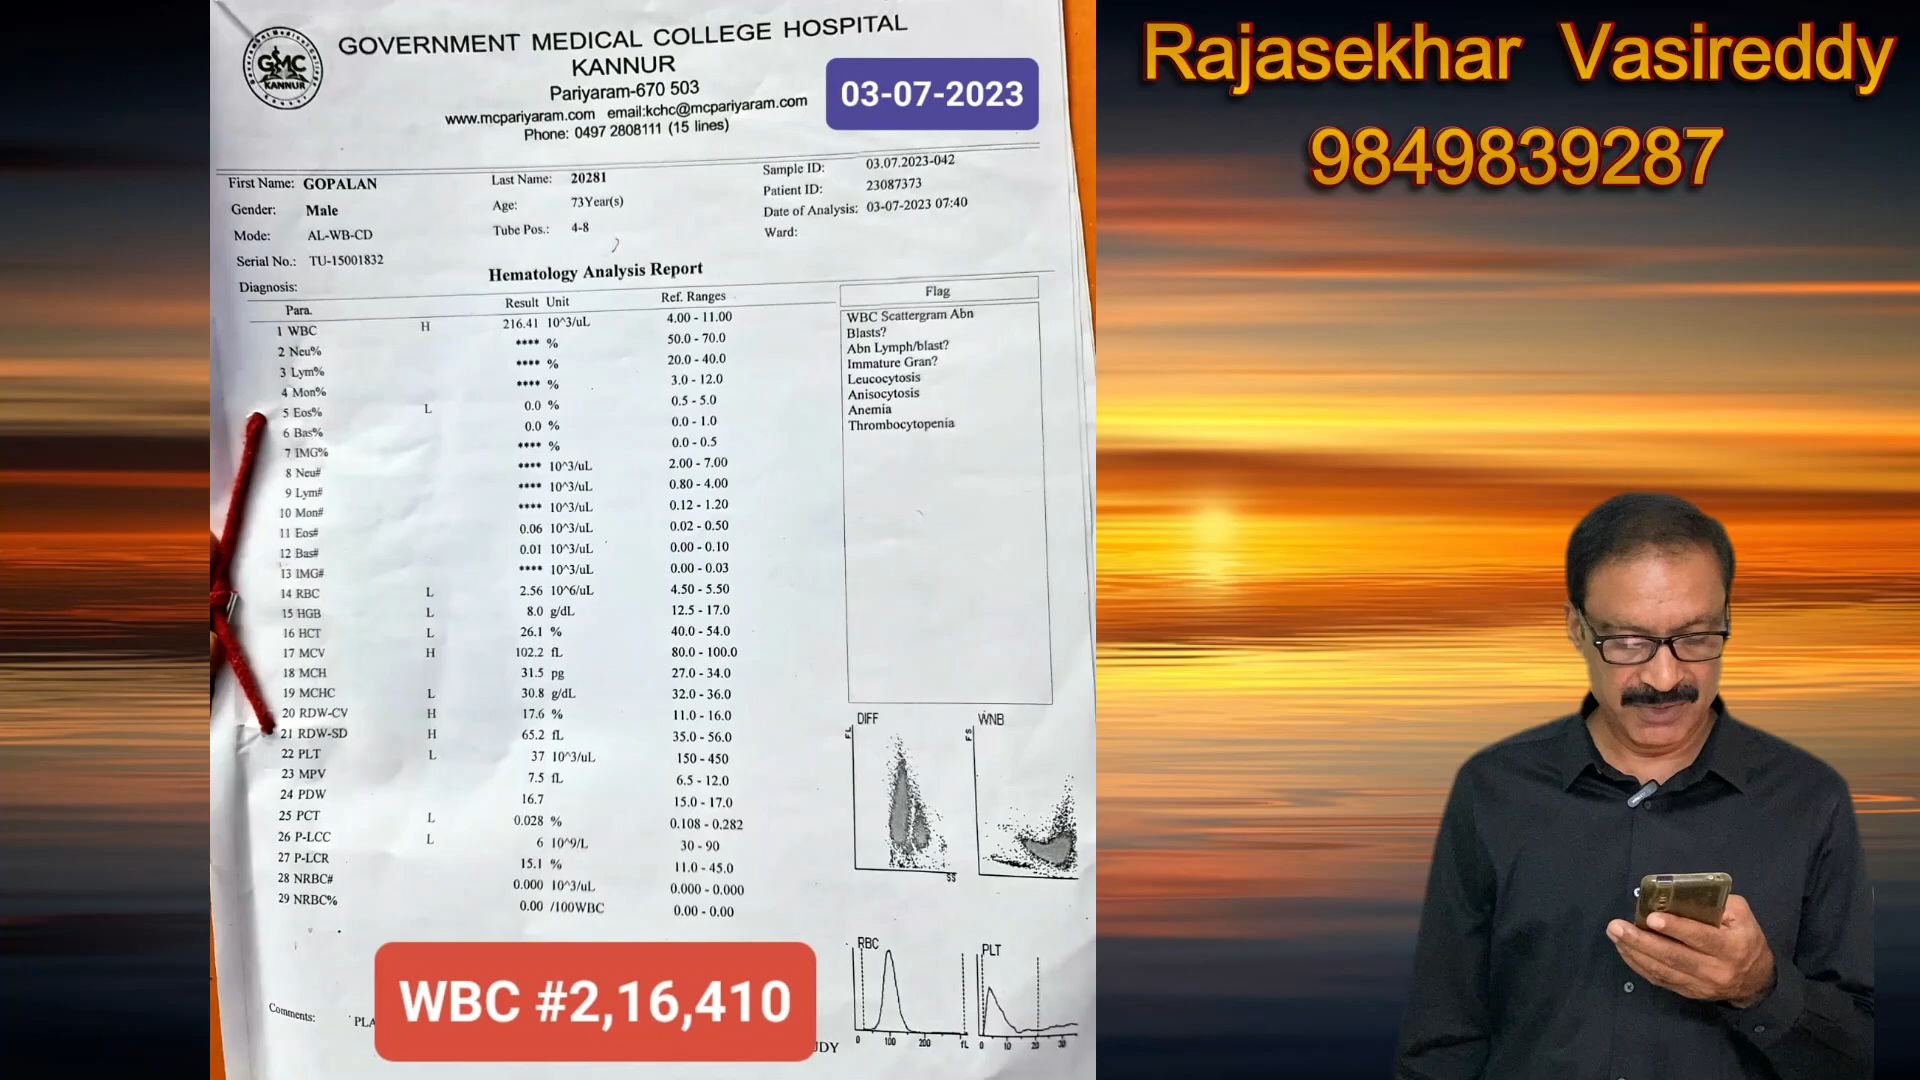 GOVERNMENT MEDICAL COLLEGE HOSPITAL
KANNUR
Pariyaram-670 503
www.mcpariyaram.com email:kchc@mcpariyaram.com
Phone: 0497 2808111 (15 lines)
GMC
KANNUR
03-07-2023
Rajasekhar Vasireddy
9849839287
First Name: GOPALAN Last Name: 20281 Sample ID: 03.07.2023-042
Gender: Male Age: 73Year(s) Patient ID: 23087373
Mode: AL-WB-CD Tube Pos.: 4-8 Date of Analysis: 03-07-2023 07:40
Serial No.: TU-15001832 Ward:
Diagnosis:
Hematology Analysis Report
Para. Result Unit Ref. Ranges
1 WBC H 216.41 10^3/uL 4.00 - 11.00
2 Neu% **** % 50.0 - 70.0
3 Lym% **** % 20.0 - 40.0
4 Mon% **** % 3.0 - 12.0
5 Eos% L 0.0 % 0.5 - 5.0
6 Bas% 0.0 % 0.0 - 1.0
7 IMG% **** % 0.0 - 0.5
8 Neu# **** 10^3/uL 2.00 - 7.00
9 Lym# **** 10^3/uL 0.80 - 4.00
10 Mon# **** 10^3/uL 0.12 - 1.20
11 Eos# 0.06 10^3/uL 0.02 - 0.50
12 Bas# 0.01 10^3/uL 0.00 - 0.10
13 IMG# **** 10^3/uL 0.00 - 0.03
14 RBC L 2.56 10^6/uL 4.50 - 5.50
15 HGB L 8.0 g/dL 12.5 - 17.0
16 HCT L 26.1 % 40.0 - 54.0
17 MCV H 102.2 fL 80.0 - 100.0
18 MCH 31.5 pg 27.0 - 34.0
19 MCHC L 30.8 g/dL 32.0 - 36.0
20 RDW-CV H 17.6 % 11.0 - 16.0
21 RDW-SD H 65.2 fL 35.0 - 56.0
22 PLT L 37 10^3/uL 150 - 450
23 MPV 7.5 fL 6.5 - 12.0
24 PDW 16.7 15.0 - 17.0
25 PCT L 0.028 % 0.108 - 0.282
26 P-LCC L 6 10^9/L 30 - 90
27 P-LCR 15.1 % 11.0 - 45.0
28 NRBC# 0.000 10^3/uL 0.000 - 0.000
29 NRBC% 0.00 /100WBC 0.00 - 0.00
Flag
WBC Scattergram Abn
Blasts?
Abn Lymph/blast?
Immature Gran?
Leucocytosis
Anisocytosis
Anemia
Thrombocytopenia
DIFF WNB
FL FS
SS
RBC PLT
0 100 200 fL 0 10 20 30
Comments: PLA
UDY
WBC #2,16,410